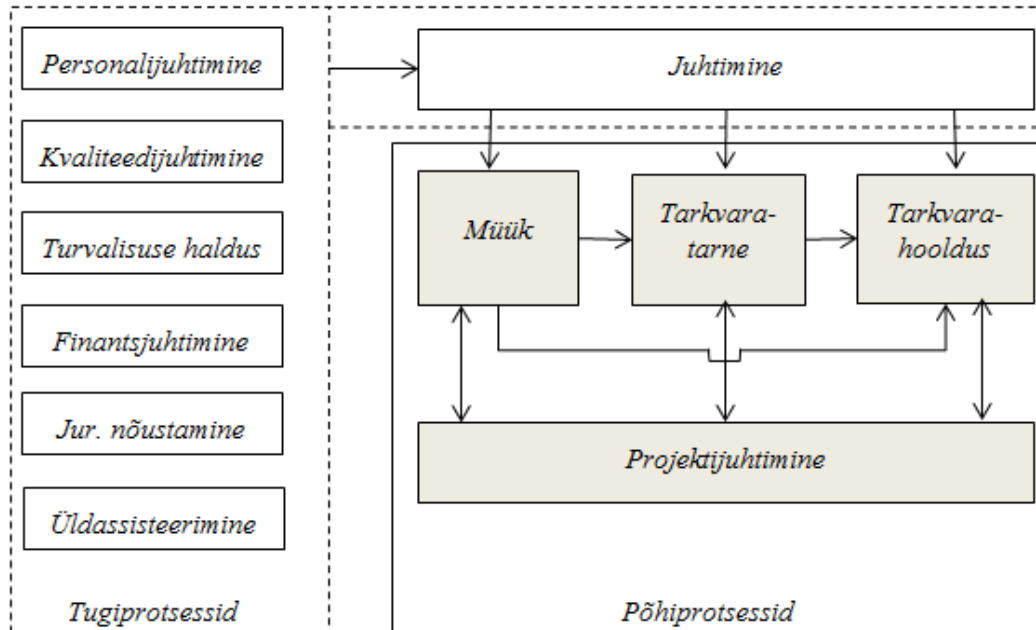 Personalijuhtimine
Kvaliteedijuhtimine
Turvalisuse haldus
Finantsjuhtimine
Jur. nõustamine
Üldassisteerimine
Tugiprotsessid
Juhtimine
Müük
Tarkvara-
tarne
Tarkvara-
hooldus
Projektijuhtimine
Põhiprotsessid